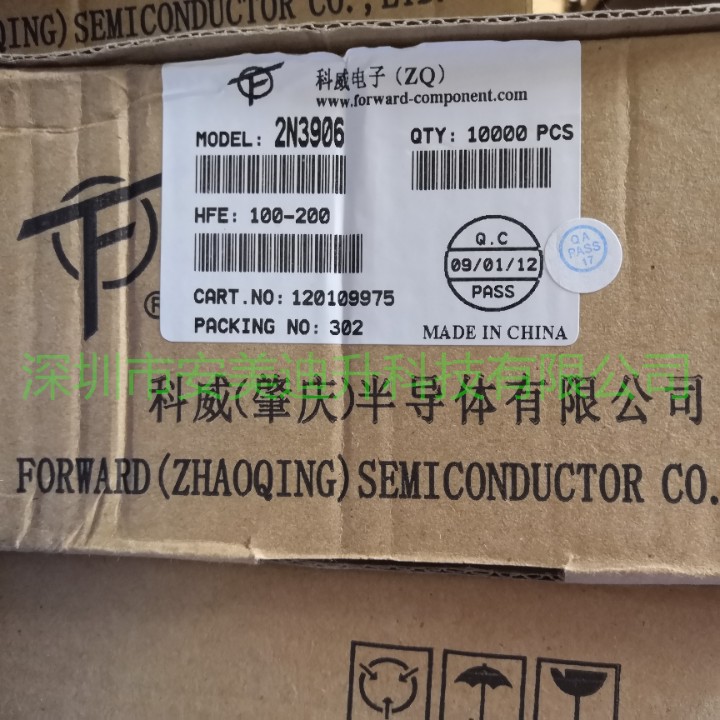 QING) SEMICONDUCTOR CO., LTD.
科威电子 (ZQ)
www.forward-component.com
MODEL: 2N3906
QTY: 10000 PCS
HFE: 100-200
Q.C
09/01/12
PASS
QA
PASS
17
CART.NO: 120109975
PACKING NO: 302
MADE IN CHINA
深圳市安美迪升科技有限公司
科威(肇庆)半导体有限公司
FORWARD (ZHAOQING) SEMICONDUCTOR CO.